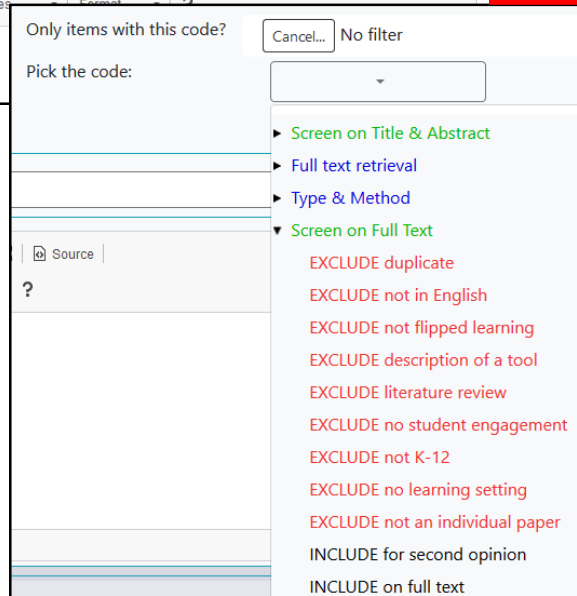 Format
Only items with this code?
Cancel... No filter
Pick the code:
Screen on Title & Abstract
Full text retrieval
Type & Method
Screen on Full Text
Source
EXCLUDE duplicate
?
EXCLUDE not in English
EXCLUDE not flipped learning
EXCLUDE description of a tool
EXCLUDE literature review
EXCLUDE no student engagement
EXCLUDE not K-12
EXCLUDE no learning setting
EXCLUDE not an individual paper
INCLUDE for second opinion
INCLUDE on full text